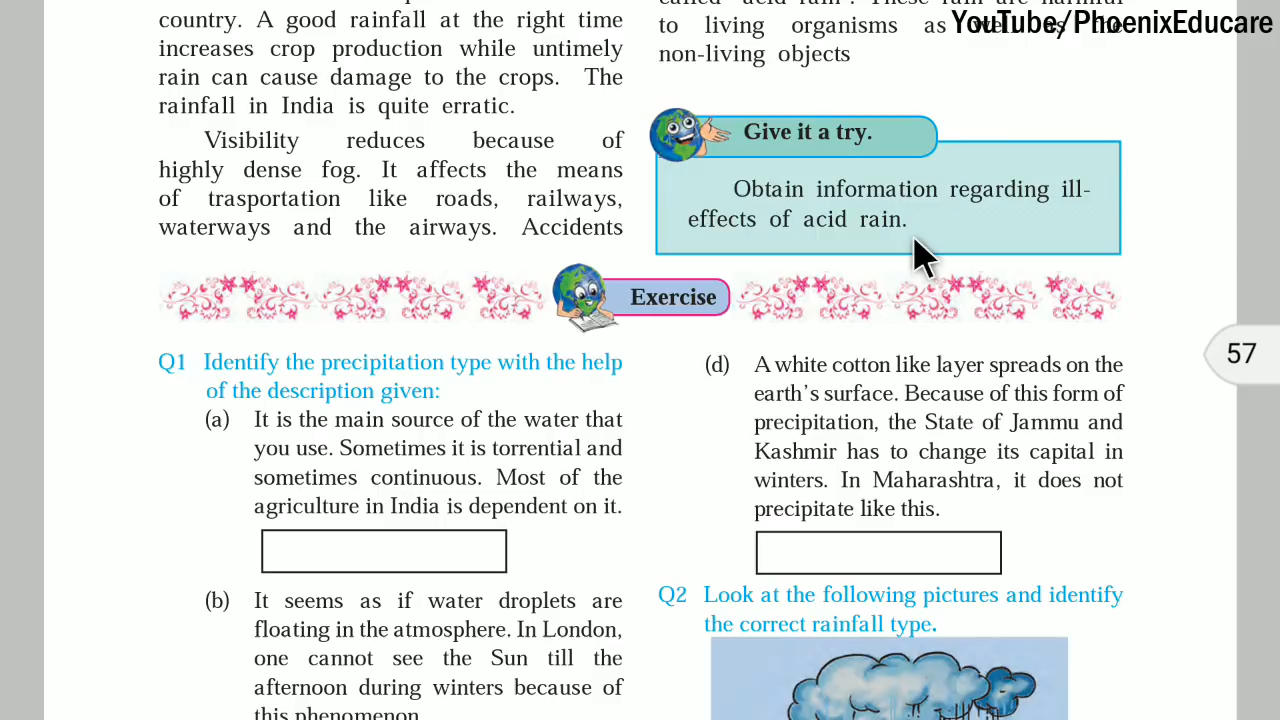 country. A good rainfall at the right time
increases crop production while untimely
rain can cause damage to the crops. The
rainfall in India is quite erratic.
Visibility reduces because of
highly dense fog. It affects the means
of trasportation like roads, railways,
waterways and the airways. Accidents
to living organisms as well as the
non-living objects
YouTube/PhoenixEducare
Give it a try.
Obtain information regarding ill-
effects of acid rain.
Exercise
Q1 Identify the precipitation type with the help
of the description given:
(a) It is the main source of the water that
you use. Sometimes it is torrential and
sometimes continuous. Most of the
agriculture in India is dependent on it.
(b) It seems as if water droplets are
floating in the atmosphere. In London,
one cannot see the Sun till the
afternoon during winters because of
this phenomenon
(d) A white cotton like layer spreads on the
earth's surface. Because of this form of
precipitation, the State of Jammu and
Kashmir has to change its capital in
winters. In Maharashtra, it does not
precipitate like this.
Q2 Look at the following pictures and identify
the correct rainfall type.
57